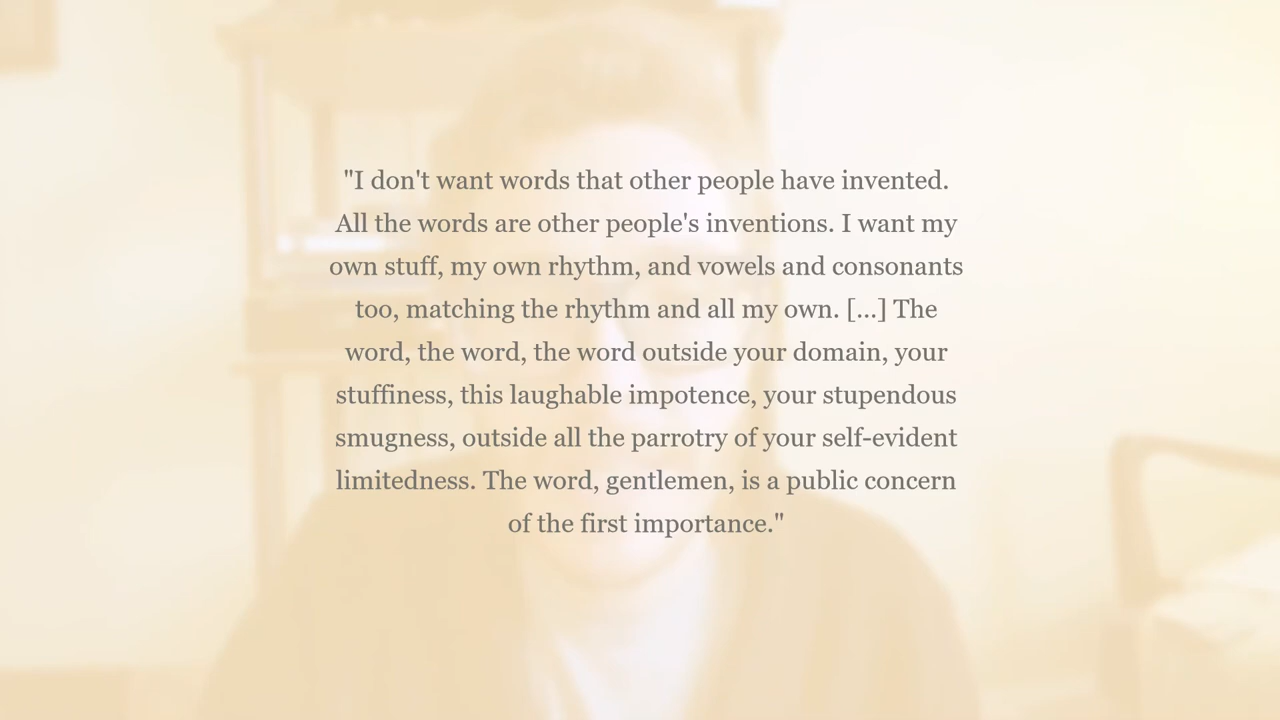 "I don't want words that other people have invented.
All the words are other people's inventions. I want my
own stuff, my own rhythm, and vowels and consonants
too, matching the rhythm and all my own. [...] The
word, the word, the word outside your domain, your
stuffiness, this laughable impotence, your stupendous
smugness, outside all the parrotry of your self-evident
limitedness. The word, gentlemen, is a public concern
of the first importance."